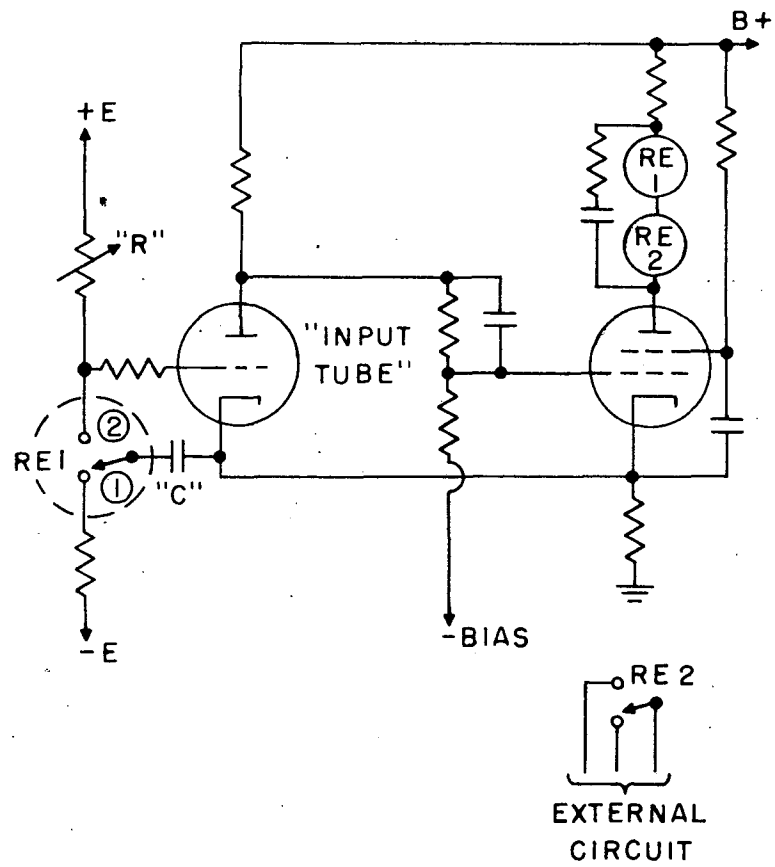 B+
+E
"R"
RE
1
RE
2
"INPUT
TUBE"
②
RE1
①
"C"
-E
-BIAS
RE 2
EXTERNAL
CIRCUIT